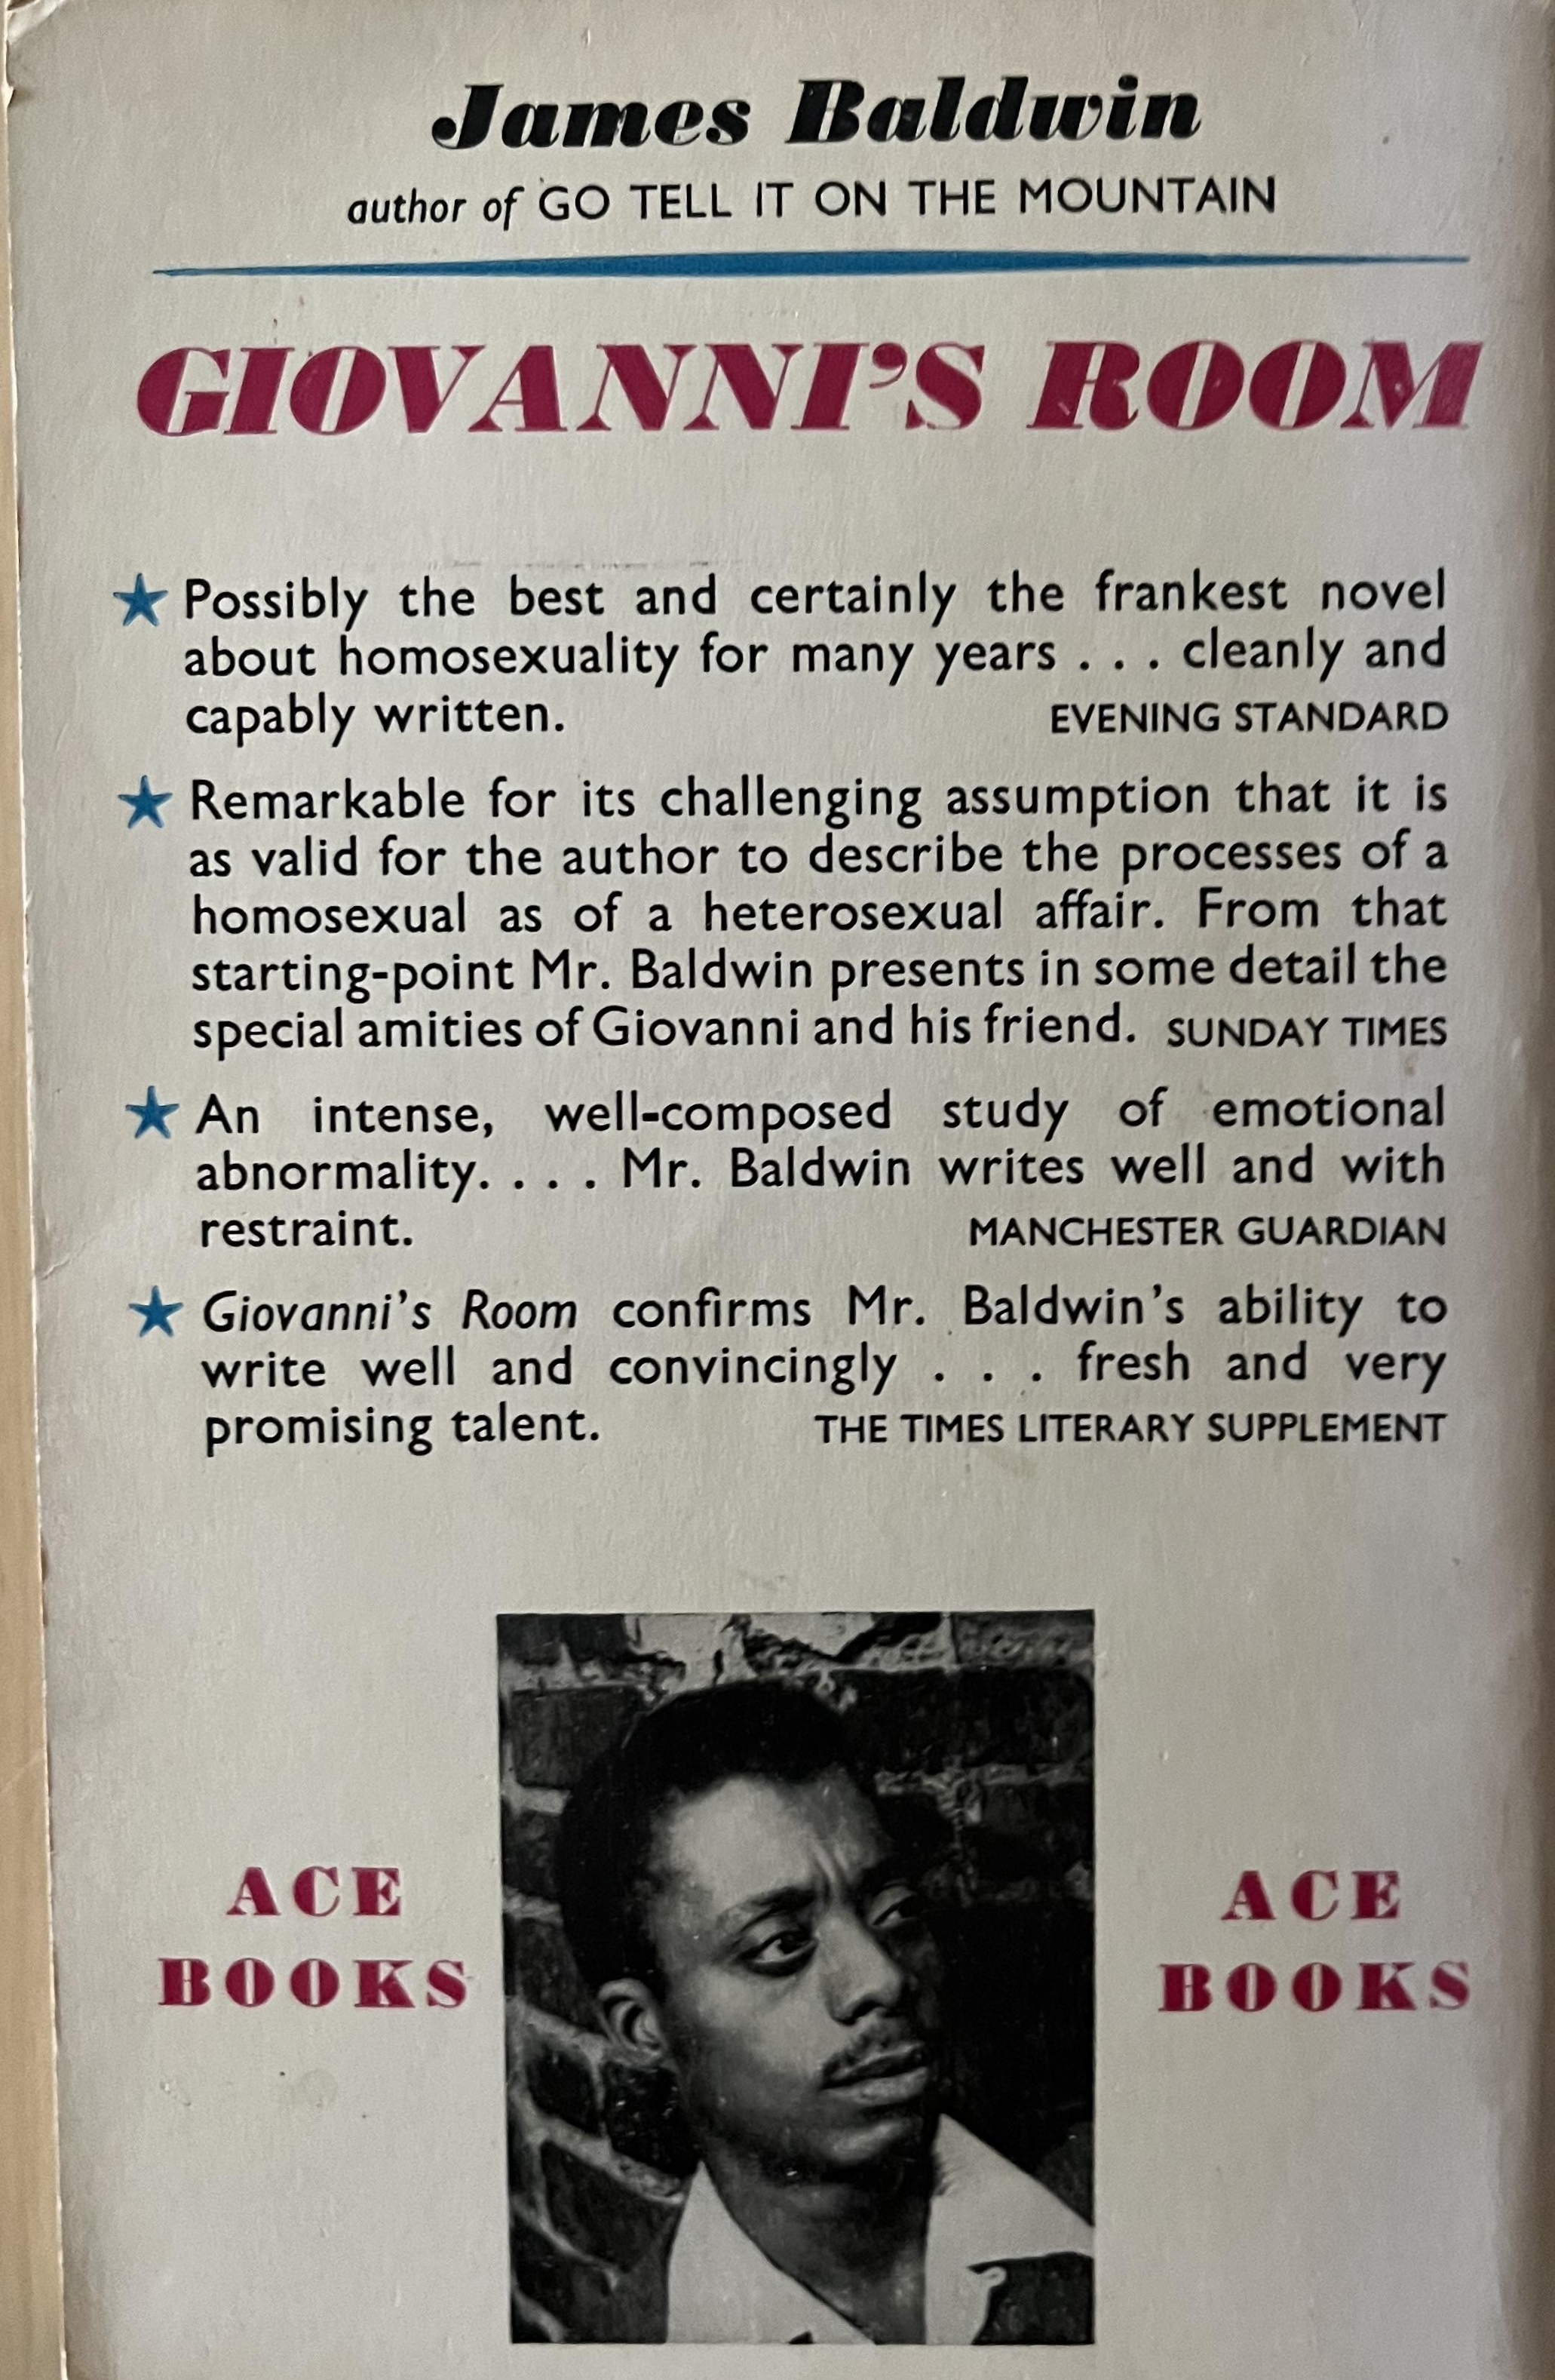 James Baldwin
author of GO TELL IT ON THE MOUNTAIN
GIOVANNI'S ROOM
Possibly the best and certainly the frankest novel
about homosexuality for many years . . . cleanly and
capably written. EVENING STANDARD
Remarkable for its challenging assumption that it is
as valid for the author to describe the processes of a
homosexual as of a heterosexual affair. From that
starting-point Mr. Baldwin presents in some detail the
special amities of Giovanni and his friend. SUNDAY TIMES
An intense, well-composed study of emotional
abnormality. . . . Mr. Baldwin writes well and with
restraint. MANCHESTER GUARDIAN
Giovanni's Room confirms Mr. Baldwin's ability to
write well and convincingly . . . fresh and very
promising talent. THE TIMES LITERARY SUPPLEMENT
ACE
BOOKS
ACE
BOOKS